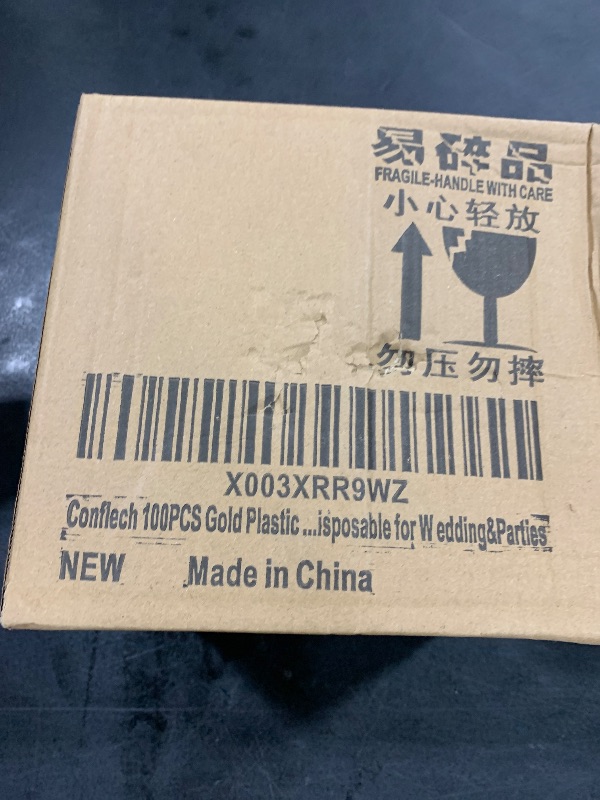 易碎品
FRAGILE-HANDLE WITH CARE
小心轻放
勿压勿摔
X003XRR9WZ
Conflech 100PCS Gold Plastic ...isposable for Wedding&Parties
NEW Made in China